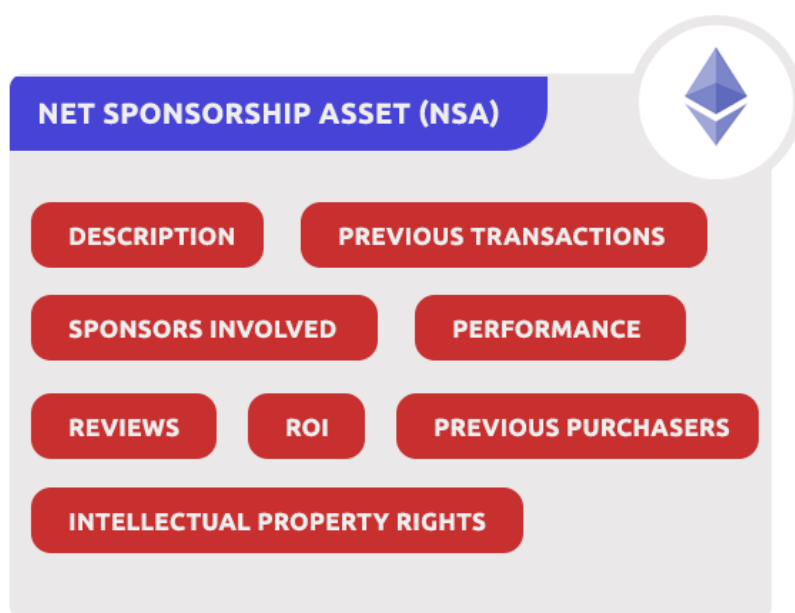 NET SPONSORSHIP ASSET (NSA)
DESCRIPTION
PREVIOUS TRANSACTIONS
SPONSORS INVOLVED
PERFORMANCE
REVIEWS
ROI
PREVIOUS PURCHASERS
INTELLECTUAL PROPERTY RIGHTS